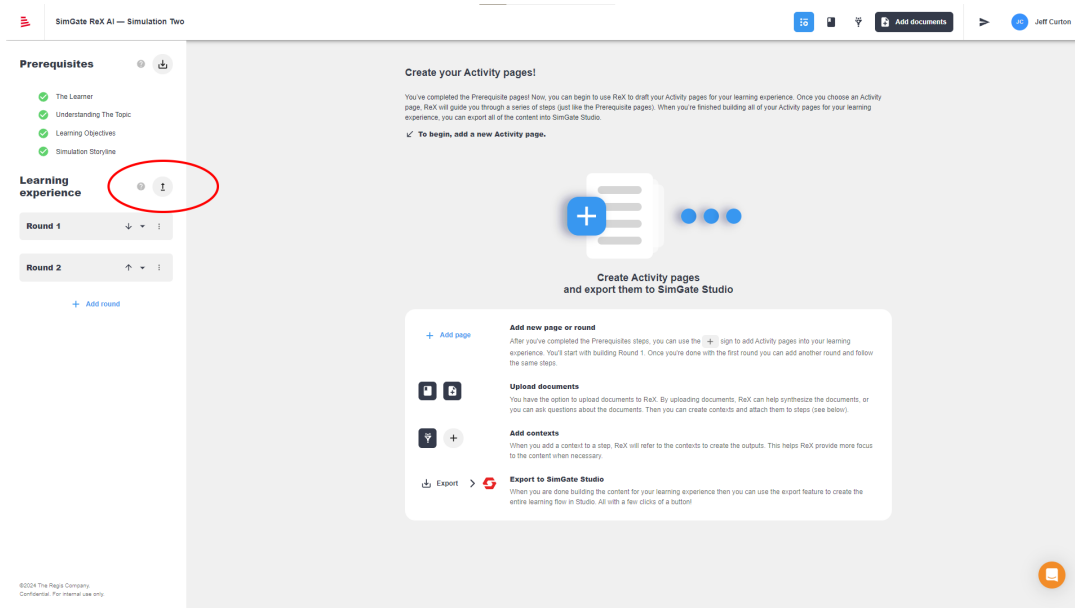 SimGate ReX AI — Simulation Two
Add documents
JC
Jeff Curton
Prerequisites
The Learner
Understanding The Topic
Learning Objectives
Simulation Storyline
Learning
experience
Round 1
Round 2
+ Add round
©2024 The Regis Company.
Confidential. For internal use only.
Create your Activity pages!
You've completed the Prerequisite pages! Now, you can begin to use ReX to draft your Activity pages for your learning experience. Once you choose an Activity
page, ReX will guide you through a series of steps (just like the Prerequisite pages). When you're finished building all of your Activity pages for your learning
experience, you can export all of the content into SimGate Studio.
To begin, add a new Activity page.
Create Activity pages
and export them to SimGate Studio
+ Add page
Add new page or round
After you've completed the Prerequisites steps, you can use the + sign to add Activity pages into your learning
experience. You'll start with building Round 1. Once you're done with the first round you can add another round and follow
the same steps.
Upload documents
You have the option to upload documents to ReX. By uploading documents, ReX can help synthesize the documents, or
you can ask questions about the documents. Then you can create contexts and attach them to steps (see below).
Add contexts
When you add a context to a step, ReX will refer to the contexts to create the outputs. This helps ReX provide more focus
to the content when necessary.
Export
Export to SimGate Studio
When you are done building the content for your learning experience then you can use the export feature to create the
entire learning flow in Studio. All with a few clicks of a button!